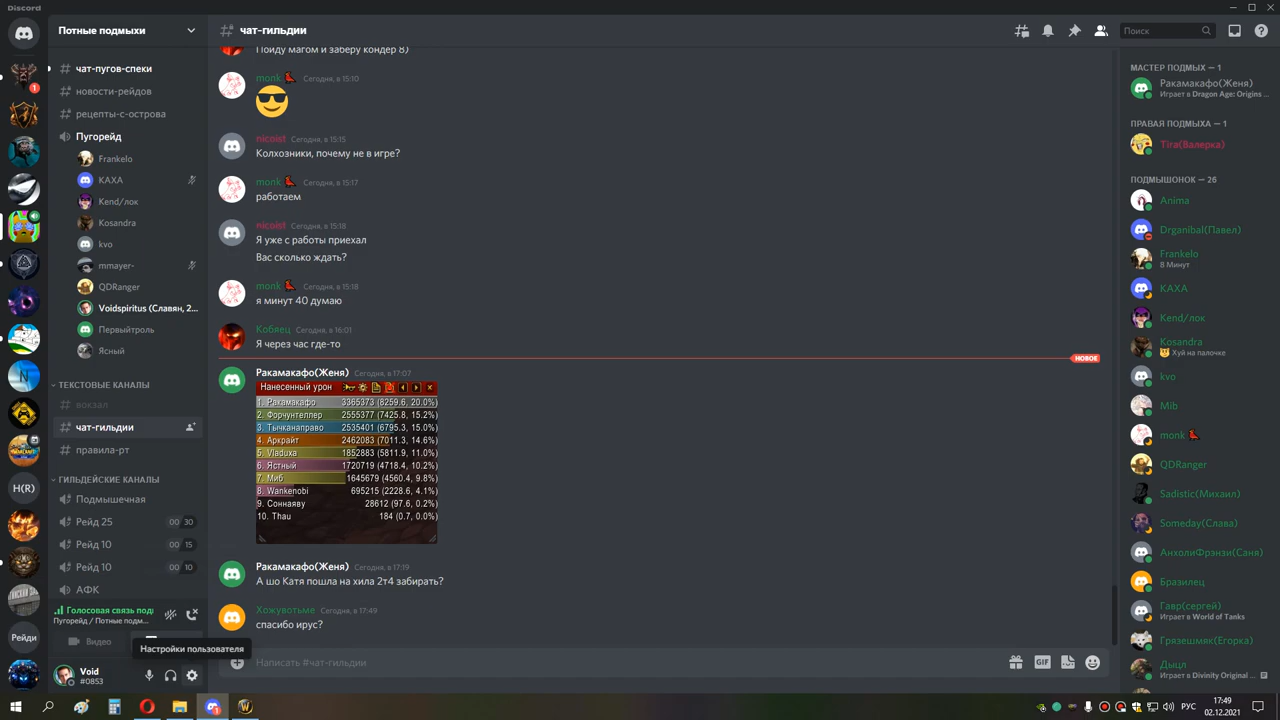 Discord
Потные подмыхи
чат-гильдии
Поиск
чат-пугов-спеки
новости-рейдов
рецепты-с-острова
Пугорейд
Frankelo
KAXA
Kend/лок
Kosandra
kvo
mmayer-
QDRanger
Voidspiritus (Славян, 2...
Первыйтроль
Ясный
ТЕКСТОВЫЕ КАНАЛЫ
вокзал
чат-гильдии
правила-рт
ГИЛЬДЕЙСКИЕ КАНАЛЫ
Подмышечная
Рейд 25 00 30
Рейд 10 00 15
Рейд 10 00 10
АФК
1
H(R)
Рейди
Голосовая связь подк
Пугорейд / Потные подм...
Видео
Настройки пользователя
Void
#0853
Пойду магом и заберу кондер 8)
monk Сегодня, в 15:10
nicoist Сегодня, в 15:15
Колхозники, почему не в игре?
monk Сегодня, в 15:17
работаем
nicoist Сегодня, в 15:18
Я уже с работы приехал
Вас сколько ждать?
monk Сегодня, в 15:18
я минут 40 думаю
Кобяец Сегодня, в 16:01
Я через час где-то
НОВОЕ
Ракамакафо(Женя) Сегодня, в 17:07
Нанесенный урон
1. Ракамакафо 3365373 (8259.6, 20.0%)
2. Форчунтеллер 2555377 (7425.8, 15.2%)
3. Тычканаправо 2535401 (6795.3, 15.0%)
4. Аркрайт 2462083 (7011.3, 14.6%)
5. Vladuxa 1852883 (5811.9, 11.0%)
6. Ястный 1720719 (4718.4, 10.2%)
7. Миб 1645679 (4560.4, 9.8%)
8. Wankenobi 695215 (2228.6, 4.1%)
9. Соннаяву 28612 (97.6, 0.2%)
10. Thau 184 (0.7, 0.0%)
Ракамакафо(Женя) Сегодня, в 17:19
А шо Катя пошла на хила 2т4 забирать?
Хожувотьме Сегодня, в 17:49
спасибо ирус?
Написать #чат-гильдии
GIF
МАСТЕР ПОДМЫХ — 1
Ракамакафо(Женя)
Играет в Dragon Age: Origins ...
ПРАВАЯ ПОДМЫХА — 1
Tira(Валерка)
ПОДМЫШОНОК — 26
Anima
Drganibal(Павел)
Frankelo
8 Минут
KAXA
Kend/лок
Kosandra
Хуй на палочке
kvo
Mib
monk
QDRanger
Sadistic(Михаил)
Someday(Слава)
АнхолиФрэнзи(Саня)
Бразилец
Гавр(сергей)
Играет в World of Tanks
Грязешмяк(Егорка)
Дыцл
Играет в Divinity Original ...
РУС
17:49
02.12.2021